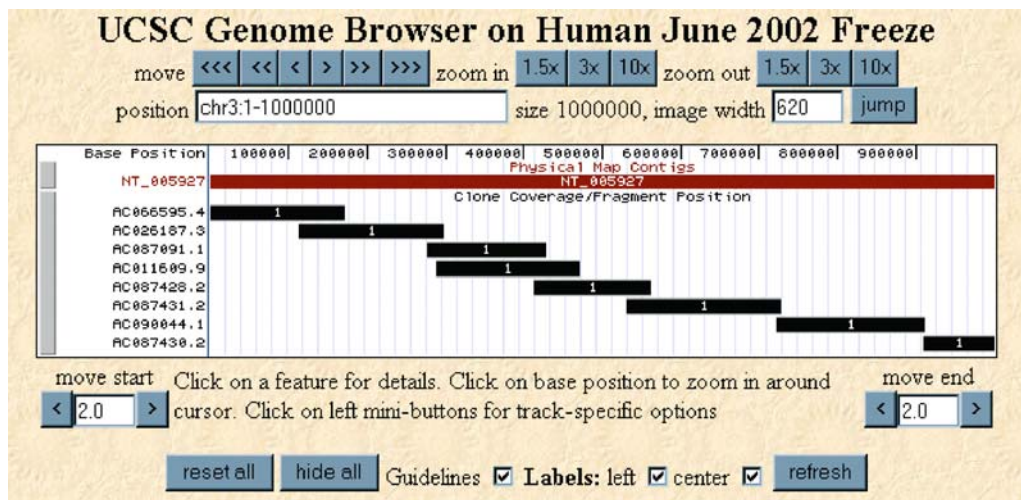 UCSC Genome Browser on Human June 2002 Freeze
move <<< << < > >> >>> zoom in 1.5x 3x 10x zoom out 1.5x 3x 10x
position chr3:1-1000000 size 1000000, image width 620 jump
Base Position 100000| 200000| 300000| 400000| 500000| 600000| 700000| 800000| 900000|
Physical Map Contigs
NT_005927 NT_005927
Clone Coverage/Fragment Position
AC066595.4 1
AC026187.3 1
AC087091.1 1
AC011609.9 1
AC087428.2 1
AC087431.2 1
AC090044.1 1
AC087430.2 1
move start Click on a feature for details. Click on base position to zoom in around move end
< 2.0 > cursor. Click on left mini-buttons for track-specific options < 2.0 >
reset all hide all Guidelines Labels: left center refresh